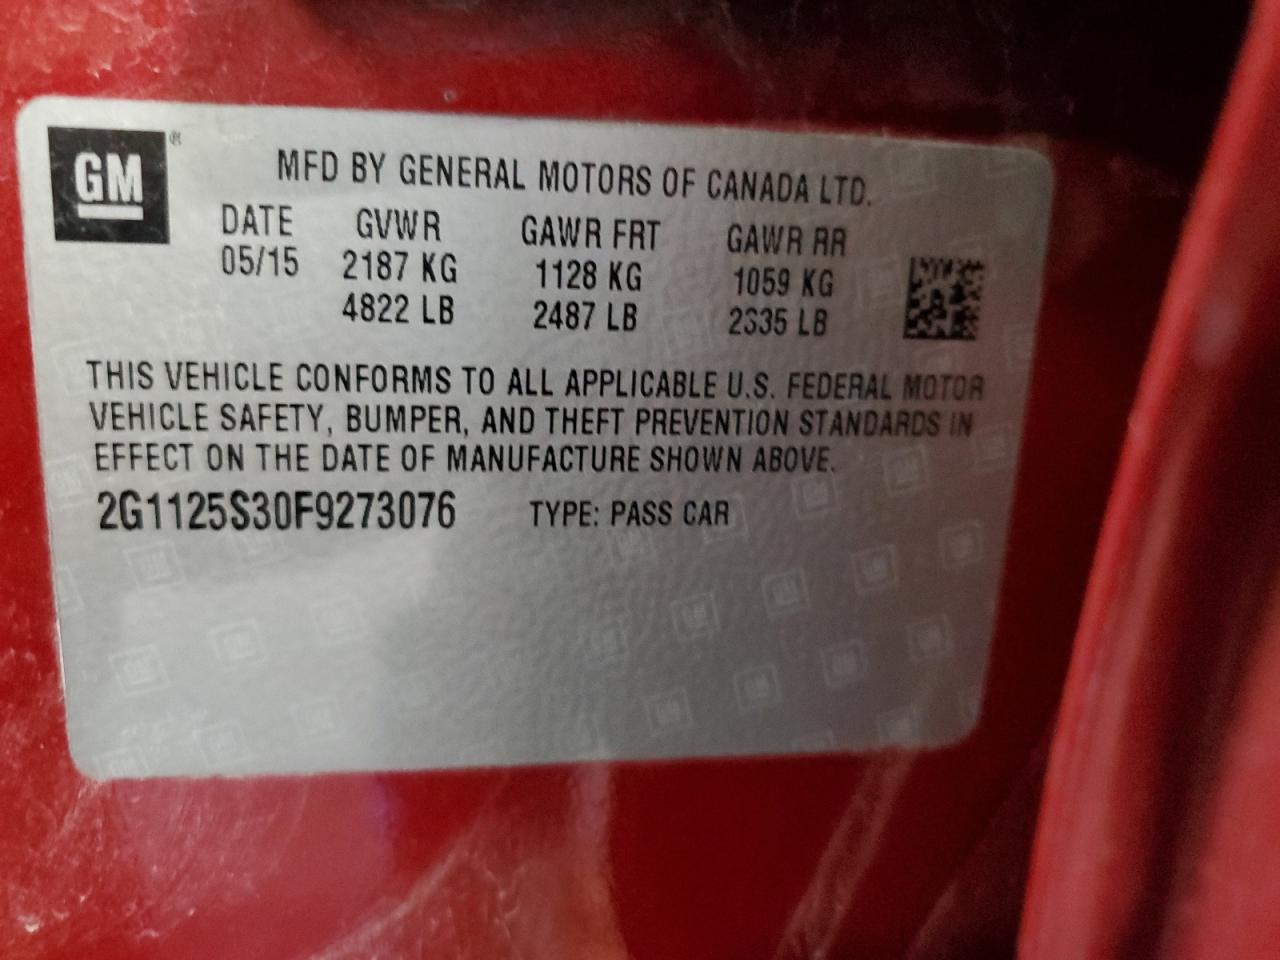 GM®
MFD BY GENERAL MOTORS OF CANADA LTD.
DATE GVWR GAWR FRT GAWR RR
05/15 2187 KG 1128 KG 1059 KG
4822 LB 2487 LB 2335 LB
THIS VEHICLE CONFORMS TO ALL APPLICABLE U.S. FEDERAL MOTOR
VEHICLE SAFETY, BUMPER, AND THEFT PREVENTION STANDARDS IN
EFFECT ON THE DATE OF MANUFACTURE SHOWN ABOVE.
2G1125S30F9273076 TYPE: PASS CAR